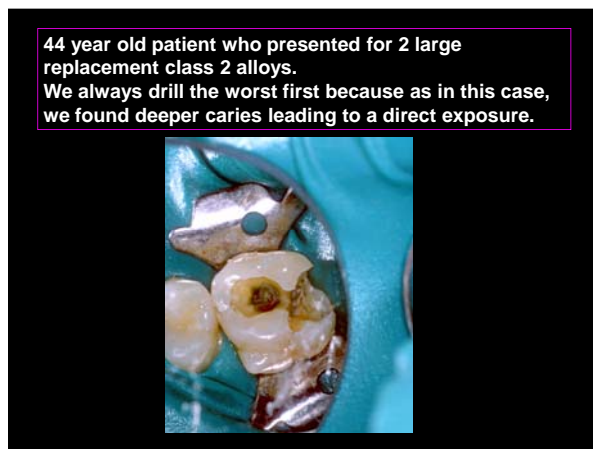 44 year old patient who presented for 2 large
replacement class 2 alloys.
We always drill the worst first because as in this case,
we found deeper caries leading to a direct exposure.